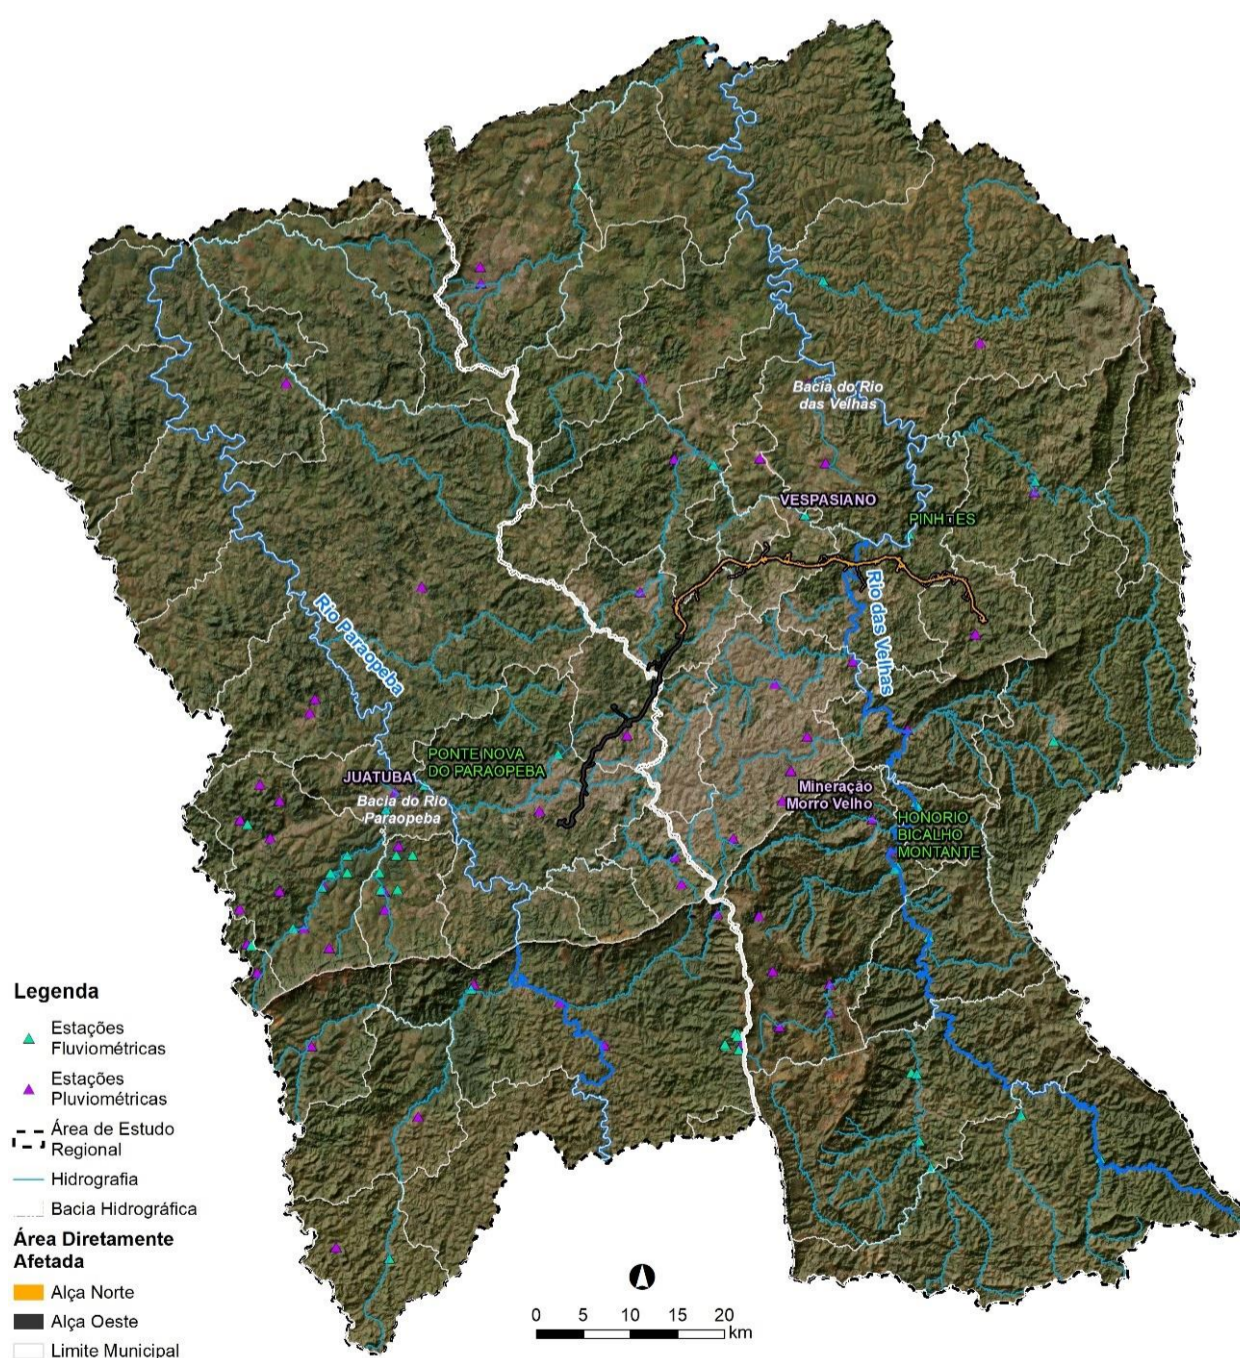 Bacia do Rio
das Velhas
VESPASIANO
PINH□ES
Rio Paraopeba
Rio das Velhas
PONTE NOVA
DO PARAOPEBA
JUATUBA
Bacia do Rio
Paraopeba
Mineração
Morro Velho
HONORIO
BICALHO
MONTANTE
Legenda
Estações
Fluviométricas
Estações
Pluviométricas
Área de Estudo
Regional
Hidrografia
Bacia Hidrográfica
Área Diretamente
Afetada
Alça Norte
Alça Oeste
Limite Municipal
0 5 10 15 20
km